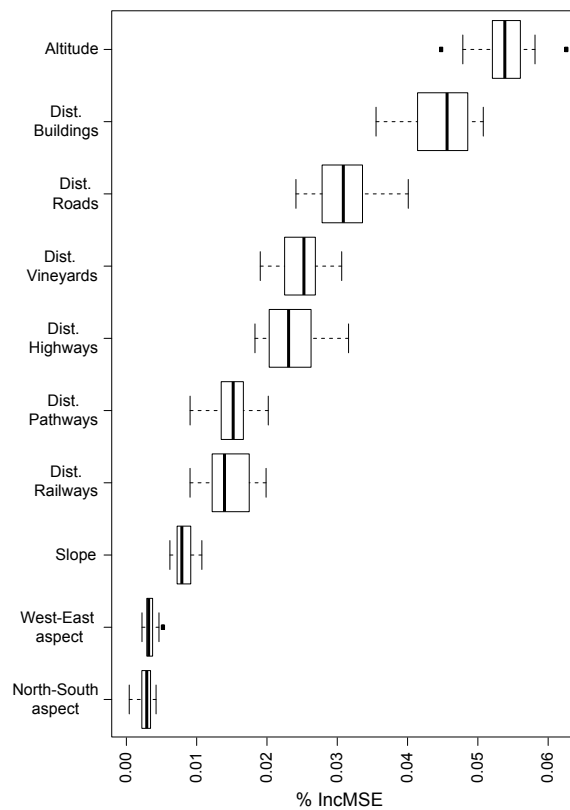 Altitude
Dist.
Buildings
Dist.
Roads
Dist.
Vineyards
Dist.
Highways
Dist.
Pathways
Dist.
Railways
Slope
West-East
aspect
North-South
aspect
0.00 0.01 0.02 0.03 0.04 0.05 0.06
% IncMSE